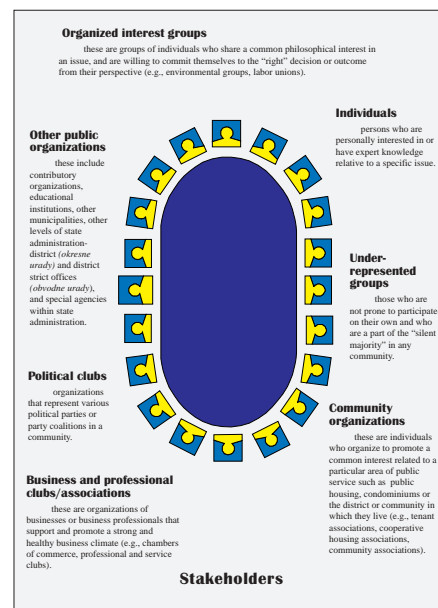 Organized interest groups
these are groups of individuals who share a common philosophical interest in
an issue, and are willing to commit themselves to the “right” decision or outcome
from their perspective (e.g., environmental groups, labor unions).
Individuals
persons who are
personally interested in or
have expert knowledge
relative to a specific issue.
Other public
organizations
these include
contributory
organizations,
educational
institutions, other
municipalities, other
levels of state
administration-
district (okresne
urady) and district
strict offices
(obvodne urady),
and special agencies
within state
administration.
Under-
represented
groups
those who are
not prone to participate
on their own and who
are a part of the “silent
majority” in any
community.
Political clubs
organizations
that represent various
political parties or
party coalitions in a
community.
Community
organizations
these are individuals
who organize to promote a
common interest related to a
particular area of public
service such as public
housing, condominiums or
the district or community in
which they live (e.g., tenant
associations, cooperative
housing associations,
community associations).
Business and professional
clubs/associations
these are organizations of
businesses or business professionals that
support and promote a strong and
healthy business climate (e.g., chambers
of commerce, professional and service
clubs).
Stakeholders